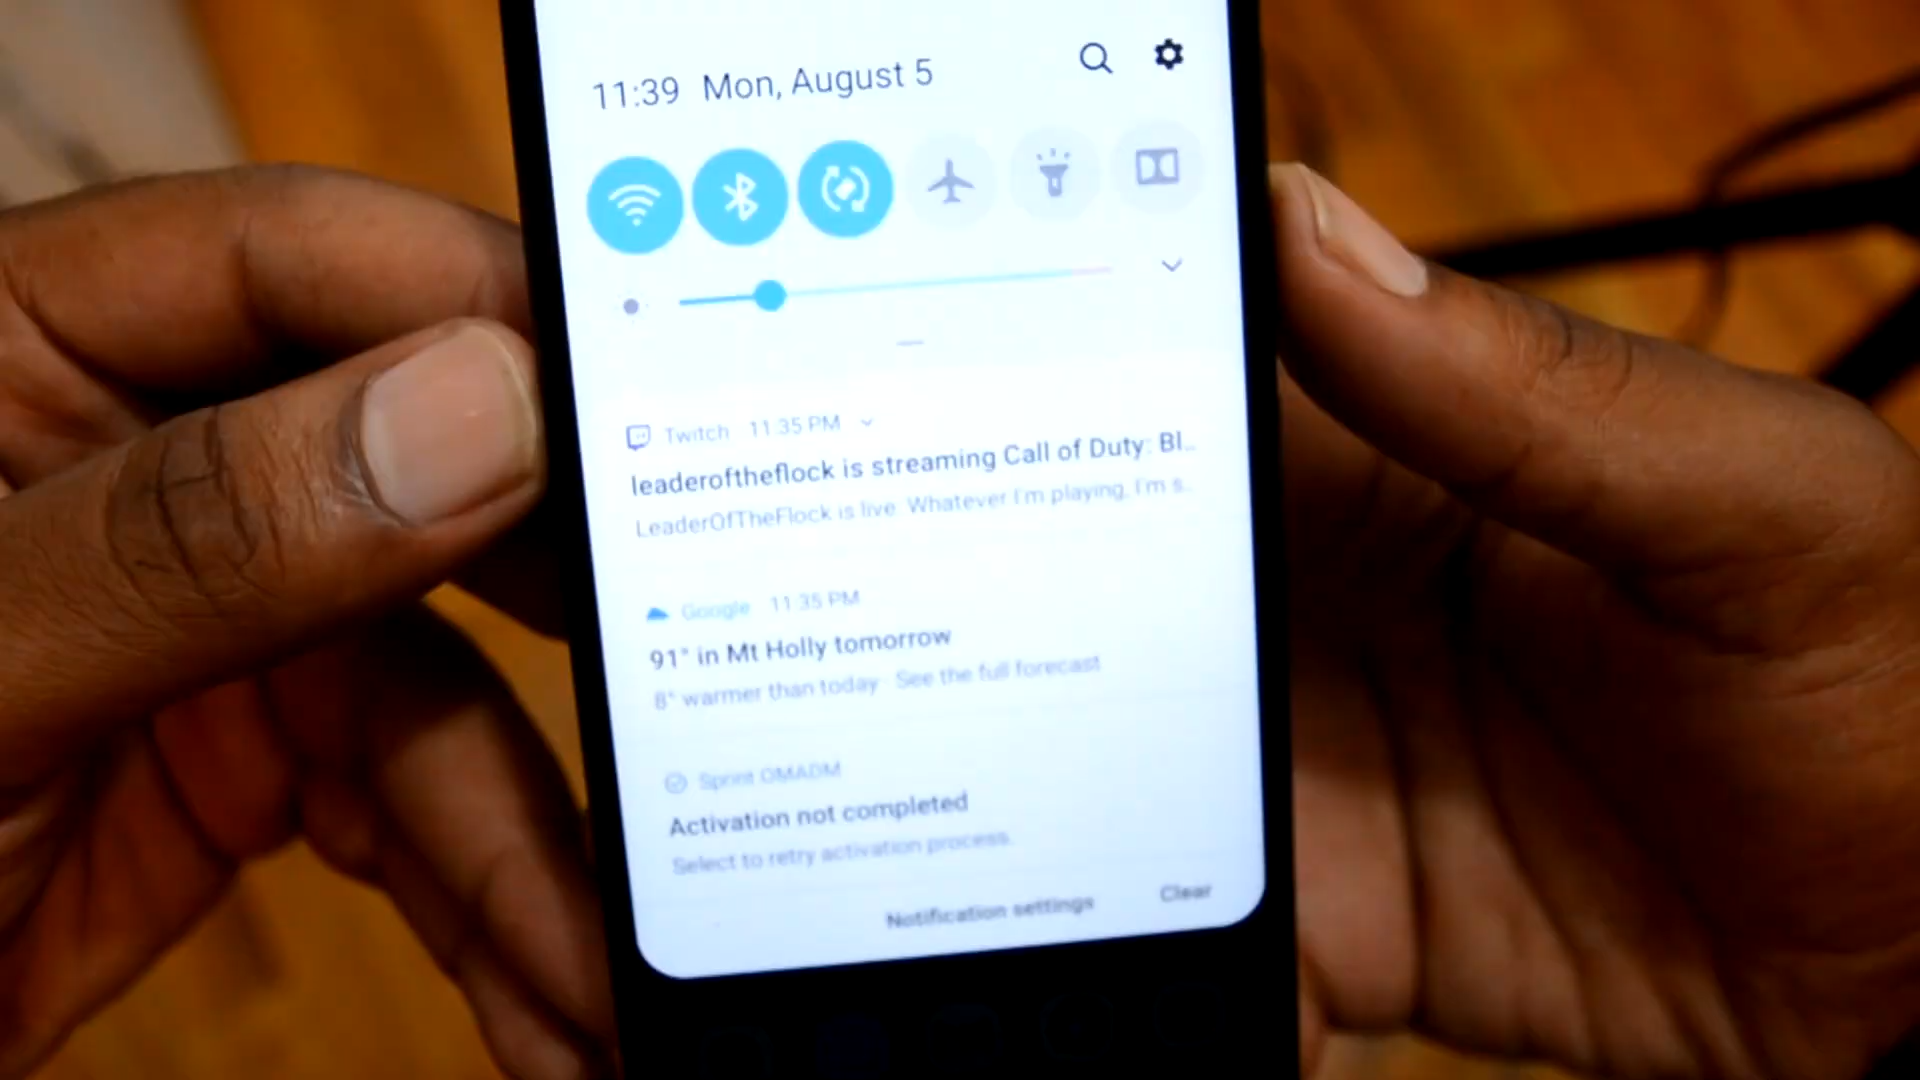 11:39 Mon, August 5
Twitch 11:35 PM
leaderoftheflock is streaming Call of Duty: Bl...
LeaderOfTheFlock is live. Whatever I'm playing, I'm s...
Google 11:35 PM
91° in Mt Holly tomorrow
8° warmer than today · See the full forecast
Sprint OMADM
Activation not completed
Select to retry activation process.
Notification settings Clear